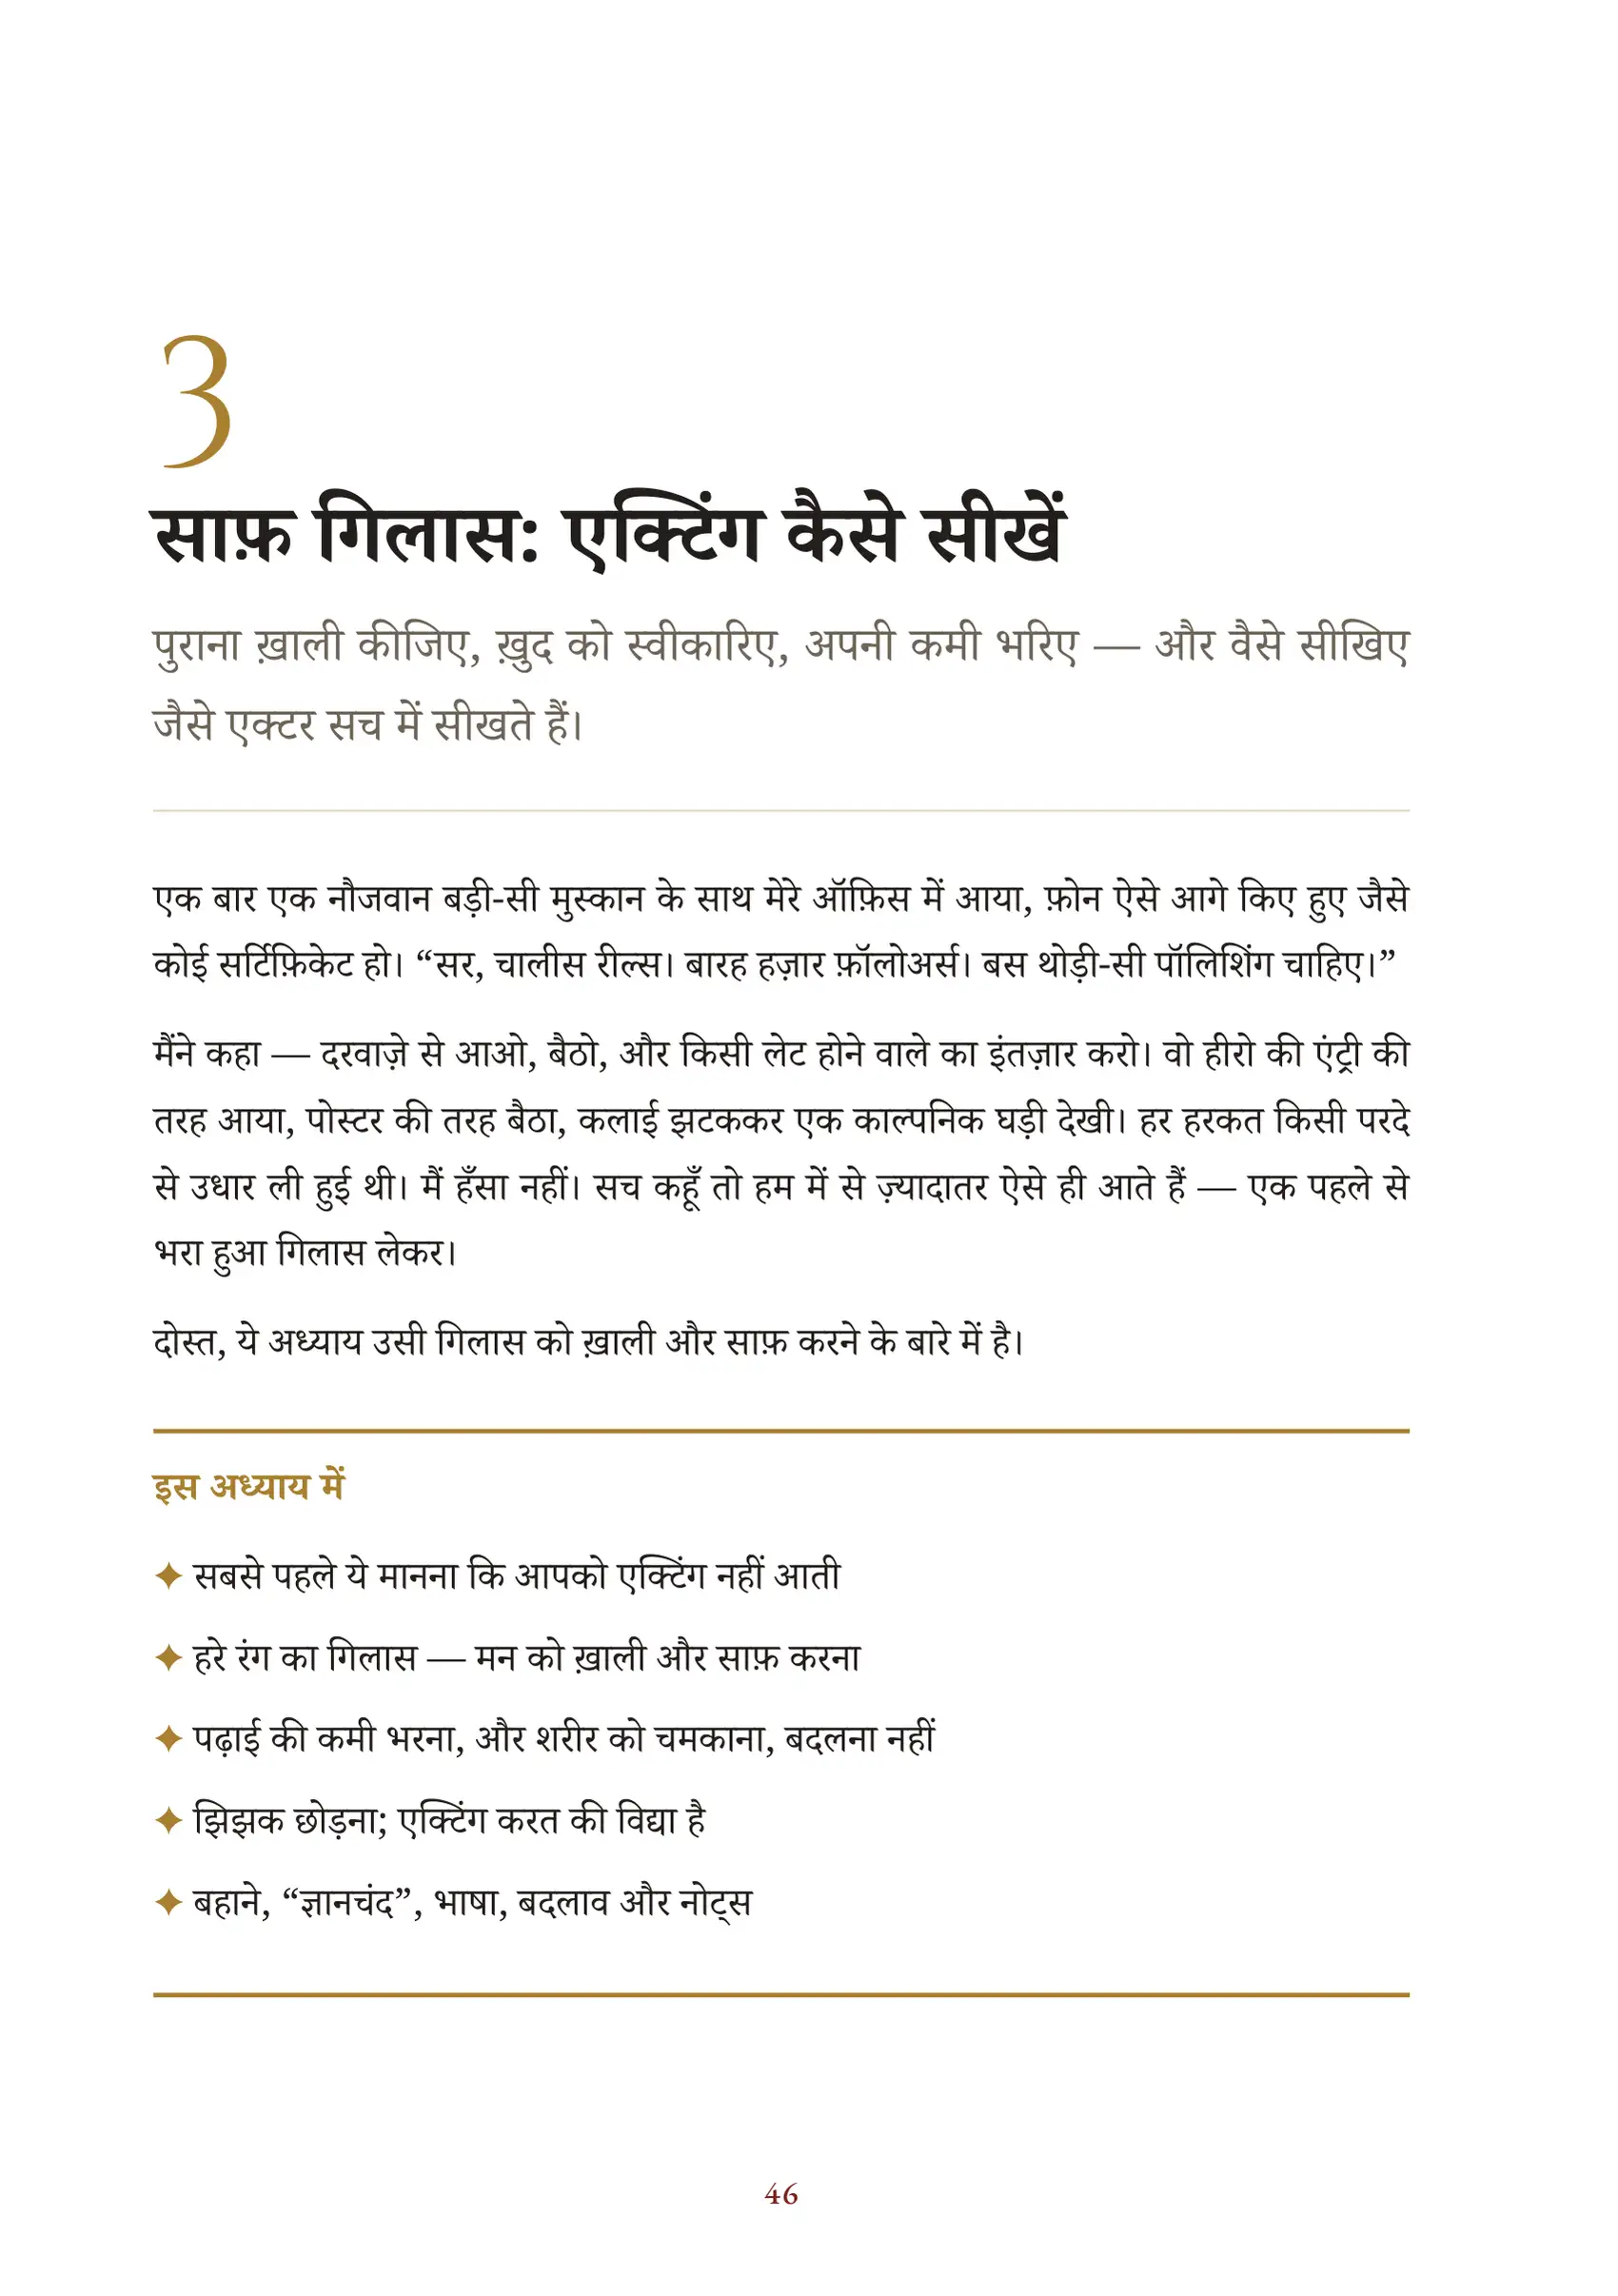 3
साफ़ गिलास: एक्टिंग कैसे सीखें
पुराना ख़ाली कीजिए, ख़ुद को स्वीकारिए, अपनी कमी भरिए — और वैसे सीखिए
जैसे एक्टर सच में सीखते हैं।
एक बार एक नौजवान बड़ी-सी मुस्कान के साथ मेरे ऑफ़िस में आया, फ़ोन ऐसे आगे किए हुए जैसे
कोई सर्टिफ़िकेट हो। “सर, चालीस रील्स। बारह हज़ार फ़ॉलोअर्स। बस थोड़ी-सी पॉलिशिंग चाहिए।”
मैंने कहा — दरवाज़े से आओ, बैठो, और किसी लेट होने वाले का इंतज़ार करो। वो हीरो की एंट्री की
तरह आया, पोस्टर की तरह बैठा, कलाई झटककर एक काल्पनिक घड़ी देखी। हर हरकत किसी परदे
से उधार ली हुई थी। मैं हँसा नहीं। सच कहूँ तो हम में से ज़्यादातर ऐसे ही आते हैं — एक पहले से
भरा हुआ गिलास लेकर।
दोस्त, ये अध्याय उसी गिलास को ख़ाली और साफ़ करने के बारे में है।
इस अध्याय में
✦ सबसे पहले ये मानना कि आपको एक्टिंग नहीं आती
✦ हरे रंग का गिलास — मन को ख़ाली और साफ़ करना
✦ पढ़ाई की कमी भरना, और शरीर को चमकाना, बदलना नहीं
✦ झिझक छोड़ना; एक्टिंग करत की विद्या है
✦ बहाने, “ज्ञानचंद”, भाषा, बदलाव और नोट्स
46